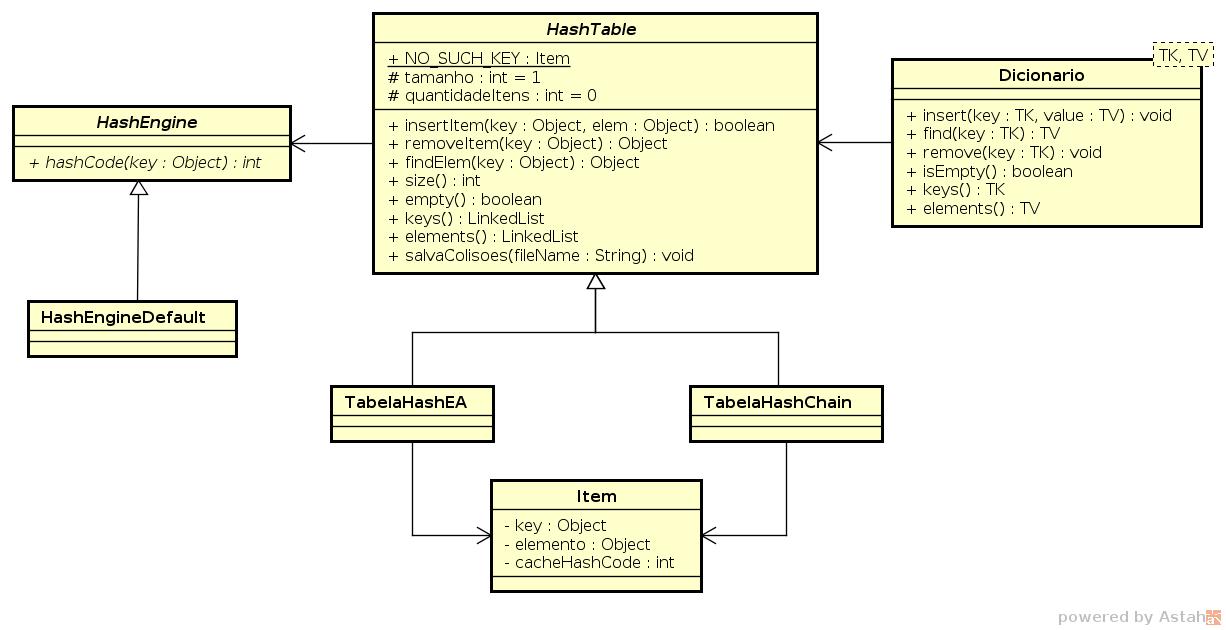 HashTable
+ NO_SUCH_KEY : Item
# tamanho : int = 1
# quantidadeItens : int = 0
+ insertItem(key : Object, elem : Object) : boolean
+ removeItem(key : Object) : Object
+ findElem(key : Object) : Object
+ size() : int
+ empty() : boolean
+ keys() : LinkedList
+ elements() : LinkedList
+ salvaColisoes(fileName : String) : void
TK, TV
Dicionario
+ insert(key : TK, value : TV) : void
+ find(key : TK) : TV
+ remove(key : TK) : void
+ isEmpty() : boolean
+ keys() : TK
+ elements() : TV
HashEngine
+ hashCode(key : Object) : int
HashEngineDefault
TabelaHashEA
TabelaHashChain
Item
- key : Object
- elemento : Object
- cacheHashCode : int
powered by Astah